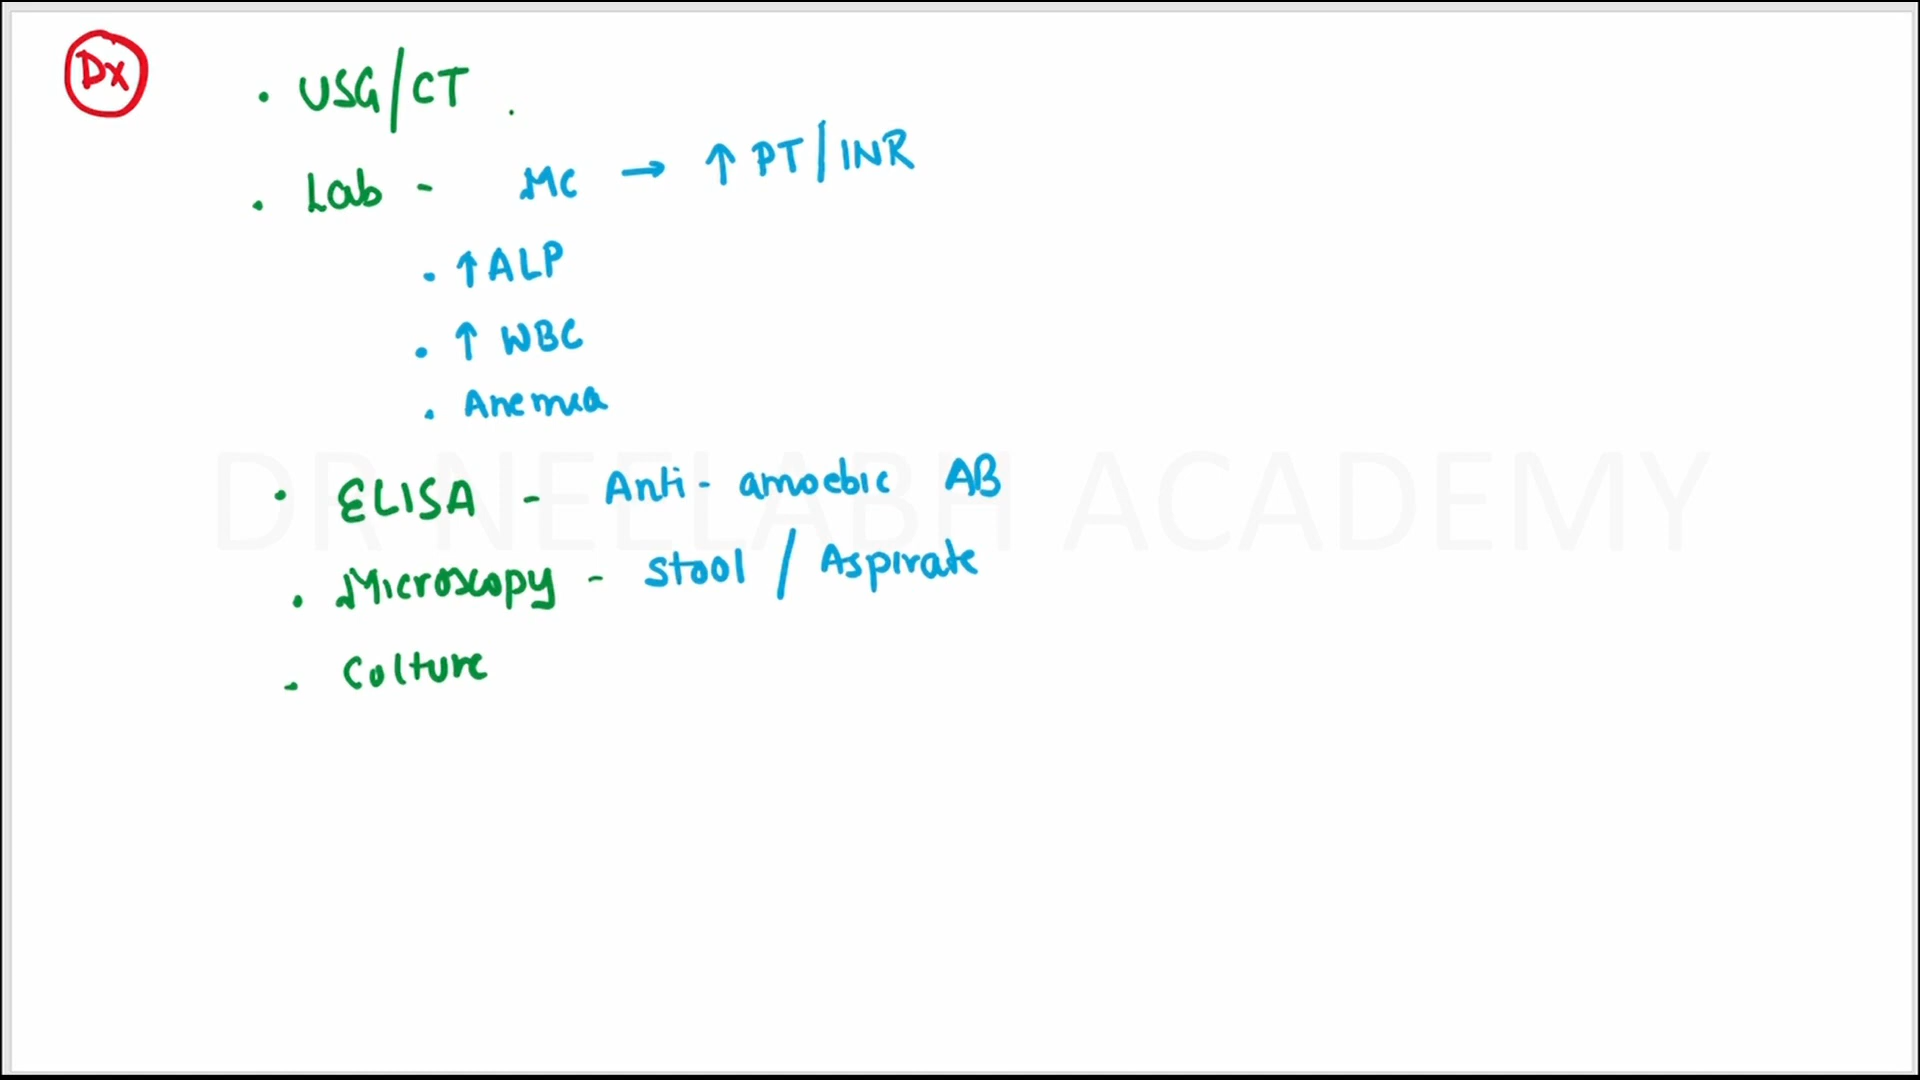 Dx
• USG/CT .
• Lab - MC → ↑ PT/INR
• ↑ ALP
• ↑ WBC
• Anemia
• ELISA - Anti-amoebic AB
• Microscopy - Stool / Aspirate
• Culture
DR NEELABH ACADEMY